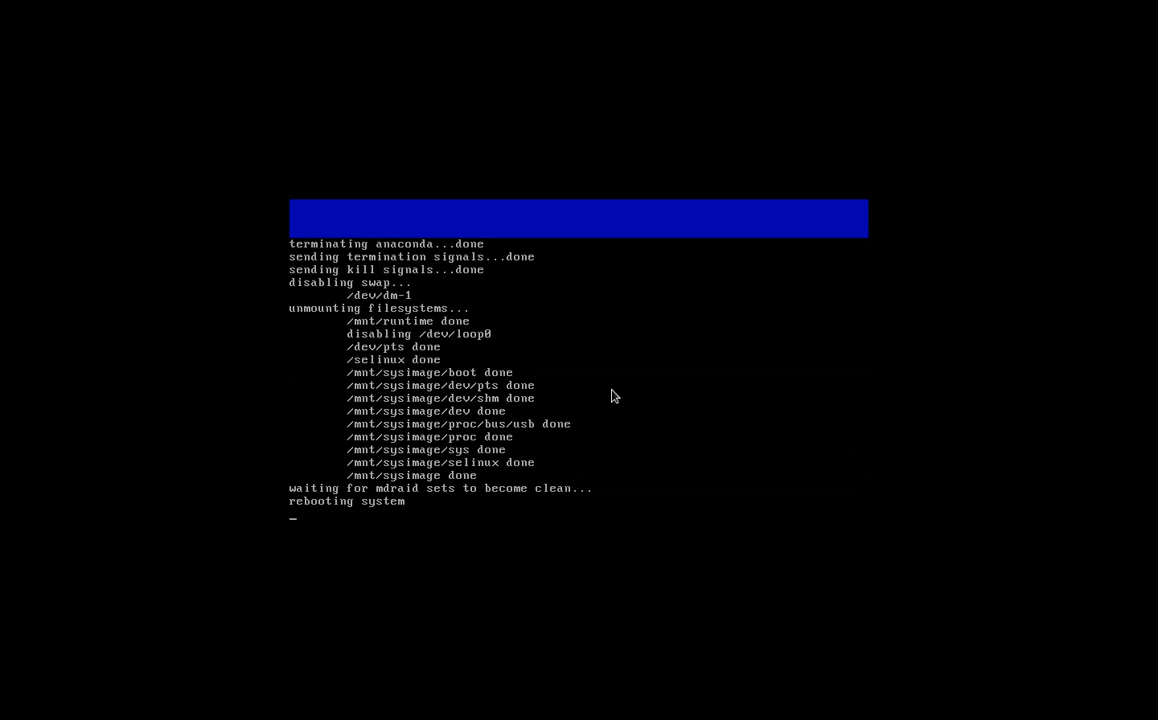 terminating anaconda...done
sending termination signals...done
sending kill signals...done
disabling swap...
/dev/dm-1
unmounting filesystems...
/mnt/runtime done
disabling /dev/loop0
/dev/pts done
/selinux done
/mnt/sysimage/boot done
/mnt/sysimage/dev/pts done
/mnt/sysimage/dev/shm done
/mnt/sysimage/dev done
/mnt/sysimage/proc/bus/usb done
/mnt/sysimage/proc done
/mnt/sysimage/sys done
/mnt/sysimage/selinux done
/mnt/sysimage done
waiting for mdraid sets to become clean...
rebooting system